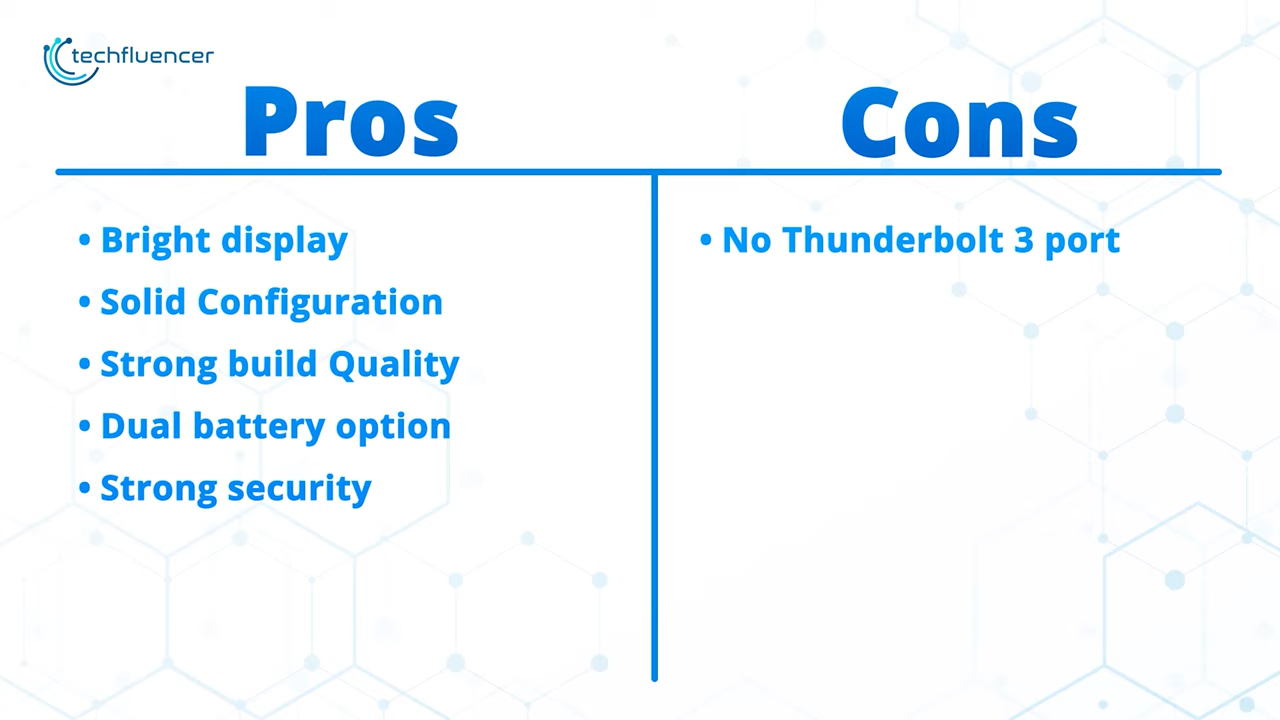 techfluencer
Pros
Cons
• Bright display
• Solid Configuration
• Strong build Quality
• Dual battery option
• Strong security
• No Thunderbolt 3 port